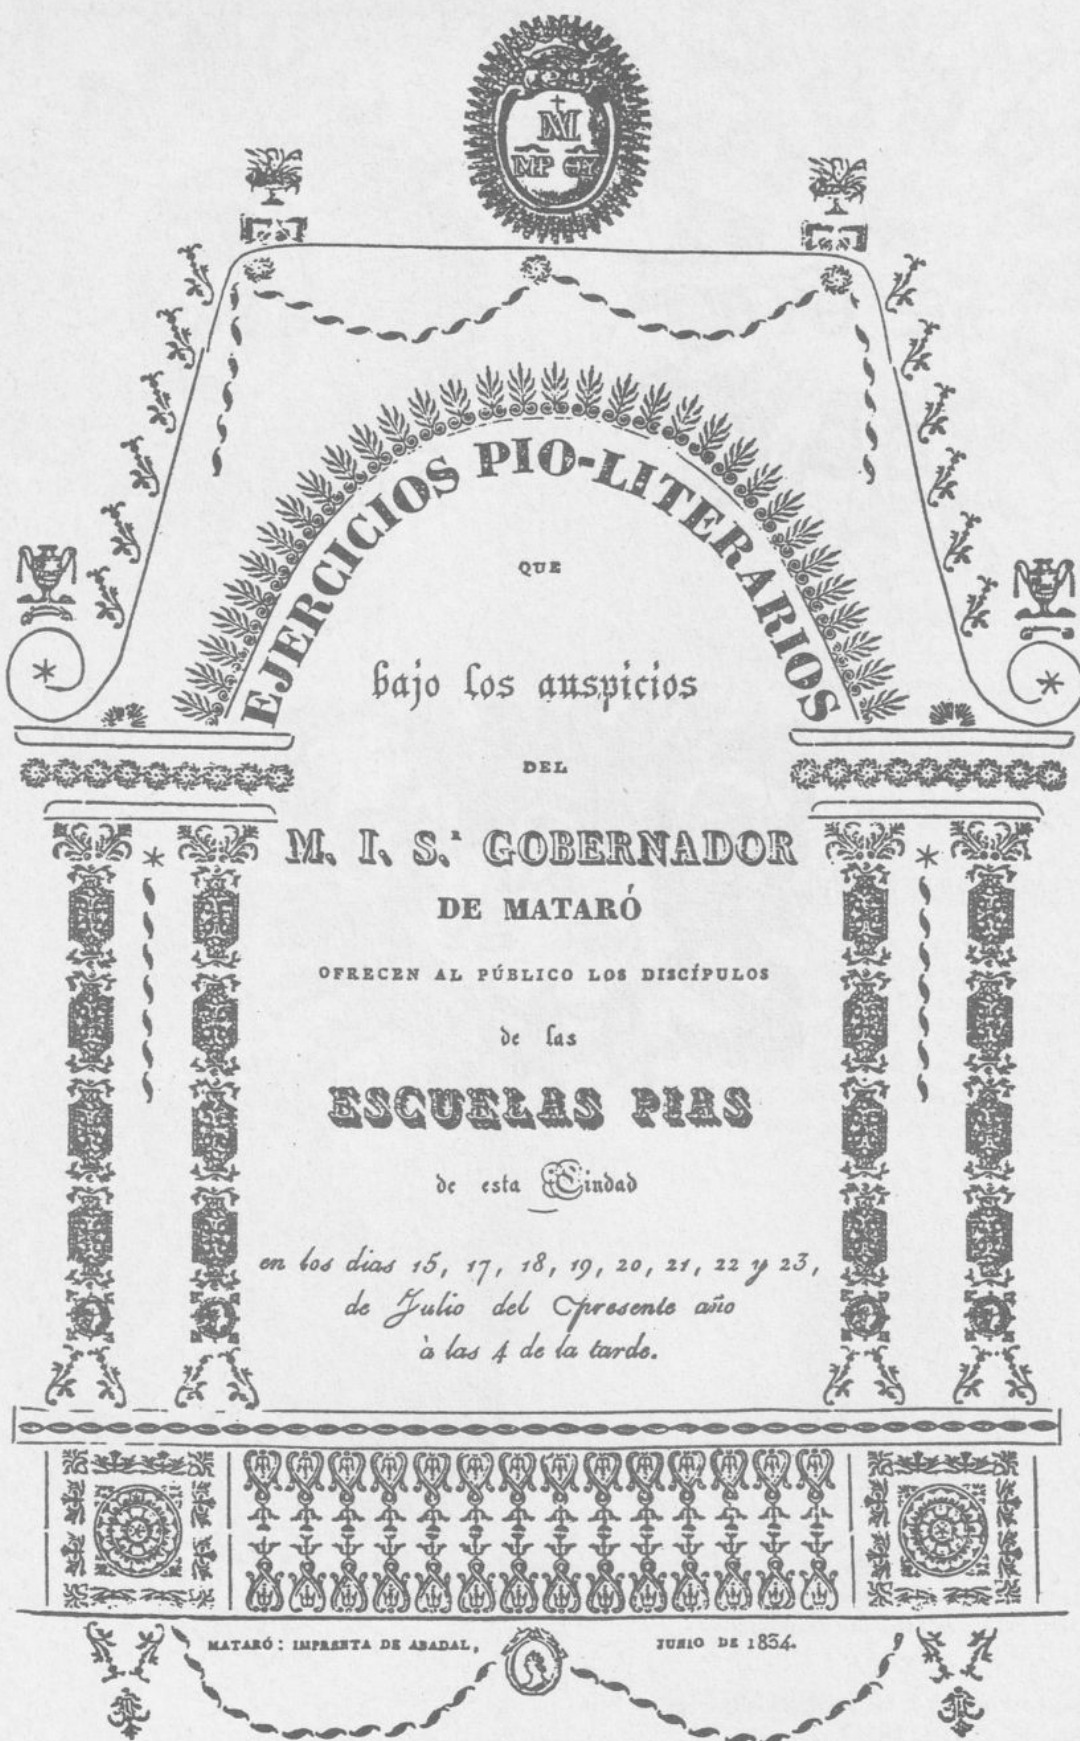 MP ΘY
EJERCICIOS PIO-LITERARIOS
QUE
bajo los auspicios
DEL
M. I. S.ʳ GOBERNADOR
DE MATARÓ
OFRECEN AL PÚBLICO LOS DISCÍPULOS
de las
ESCUELAS PIAS
de esta Ciudad
en los dias 15, 17, 18, 19, 20, 21, 22 y 23,
de Julio del presente año
à las 4 de la tarde.
MATARÓ: IMPRENTA DE ABADAL, JUNIO DE 1834.